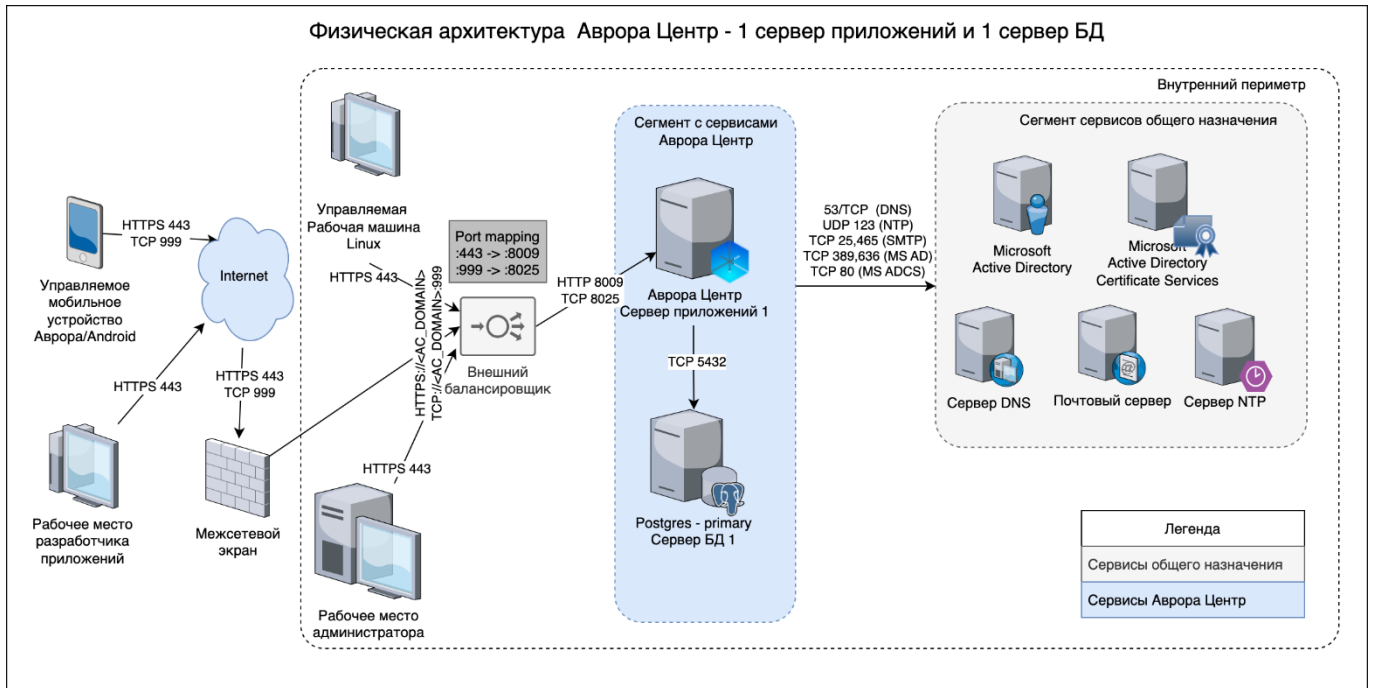 Физическая архитектура Аврора Центр - 1 сервер приложений и 1 сервер БД
Внутренний периметр
Управляемое
мобильное
устройство
Аврора/Android
HTTPS 443
TCP 999
Internet
HTTPS 443
Рабочее место
разработчика
приложений
HTTPS 443
TCP 999
Межсетевой
экран
Управляемая
Рабочая машина
Linux
HTTPS 443
Port mapping
:443 -> :8009
:999 -> :8025
HTTPS://<AC_DOMAIN>
TCP://<AC_DOMAIN>:999
Внешний
балансировщик
HTTPS 443
Рабочее место
администратора
HTTP 8009
TCP 8025
Сегмент с сервисами
Аврора Центр
Аврора Центр
Сервер приложений 1
TCP 5432
Postgres - primary
Сервер БД 1
53/TCP (DNS)
UDP 123 (NTP)
TCP 25,465 (SMTP)
TCP 389,636 (MS AD)
TCP 80 (MS ADCS)
Сегмент сервисов общего назначения
Microsoft
Active Directory
Microsoft
Active Directory
Certificate Services
Сервер DNS
Почтовый сервер
Сервер NTP
Легенда
Сервисы общего назначения
Сервисы Аврора Центр